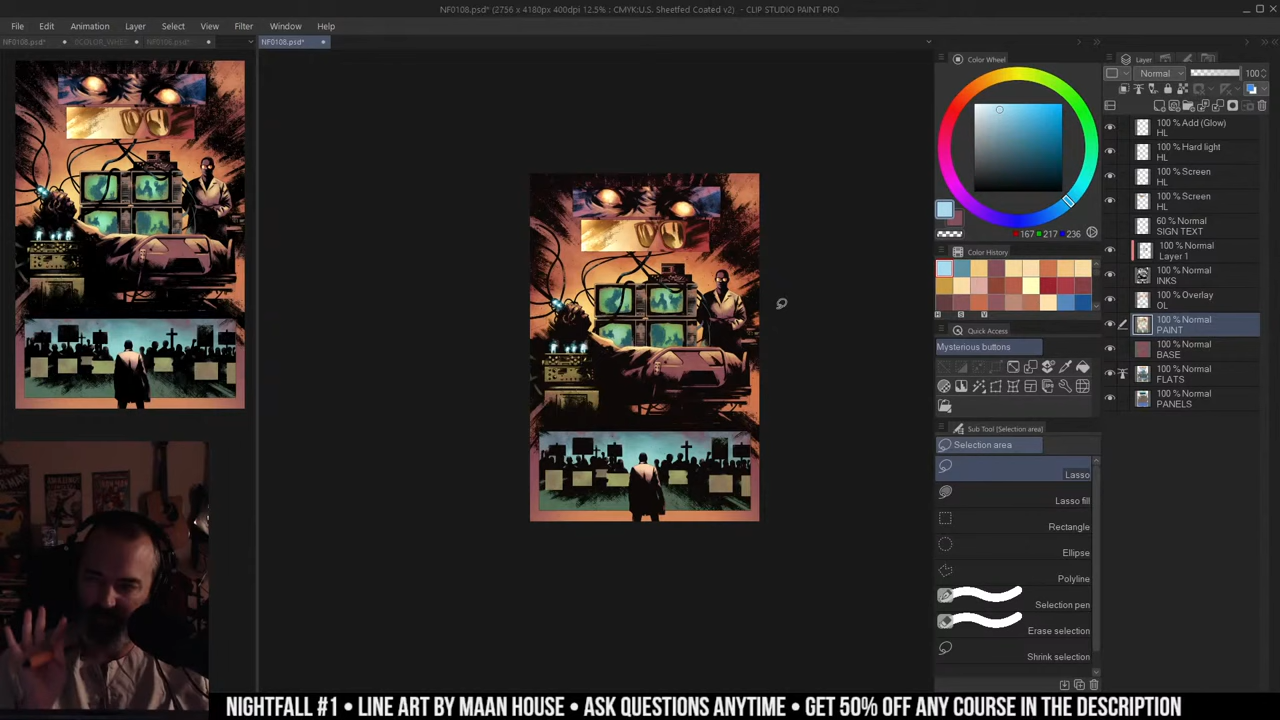 NF0108.psd* (2756 x 4180px 400dpi 12.5% : CMYK:U.S. Sheetfed Coated v2) - CLIP STUDIO PAINT PRO
File Edit Animation Layer Select View Filter Window Help
NF0108.psd* NF0106.psd* NF0108.psd*
Color Wheel
167 217 236
Color History
H S V
Quick Access
Mysterious buttons
Sub Tool [Selection area]
Selection area
Lasso
Lasso fill
Rectangle
Ellipse
Polyline
Selection pen
Erase selection
Shrink selection
Layer
Normal 100
100 % Add (Glow)
HL
100 % Hard light
HL
100 % Screen
HL
100 % Screen
HL
60 % Normal
SIGN TEXT
100 % Normal
Layer 1
100 % Normal
INKS
100 % Overlay
OL
100 % Normal
PAINT
100 % Normal
BASE
100 % Normal
FLATS
100 % Normal
PANELS
NIGHTFALL #1 • LINE ART BY MAAN HOUSE • ASK QUESTIONS ANYTIME • GET 50% OFF ANY COURSE IN THE DESCRIPTION